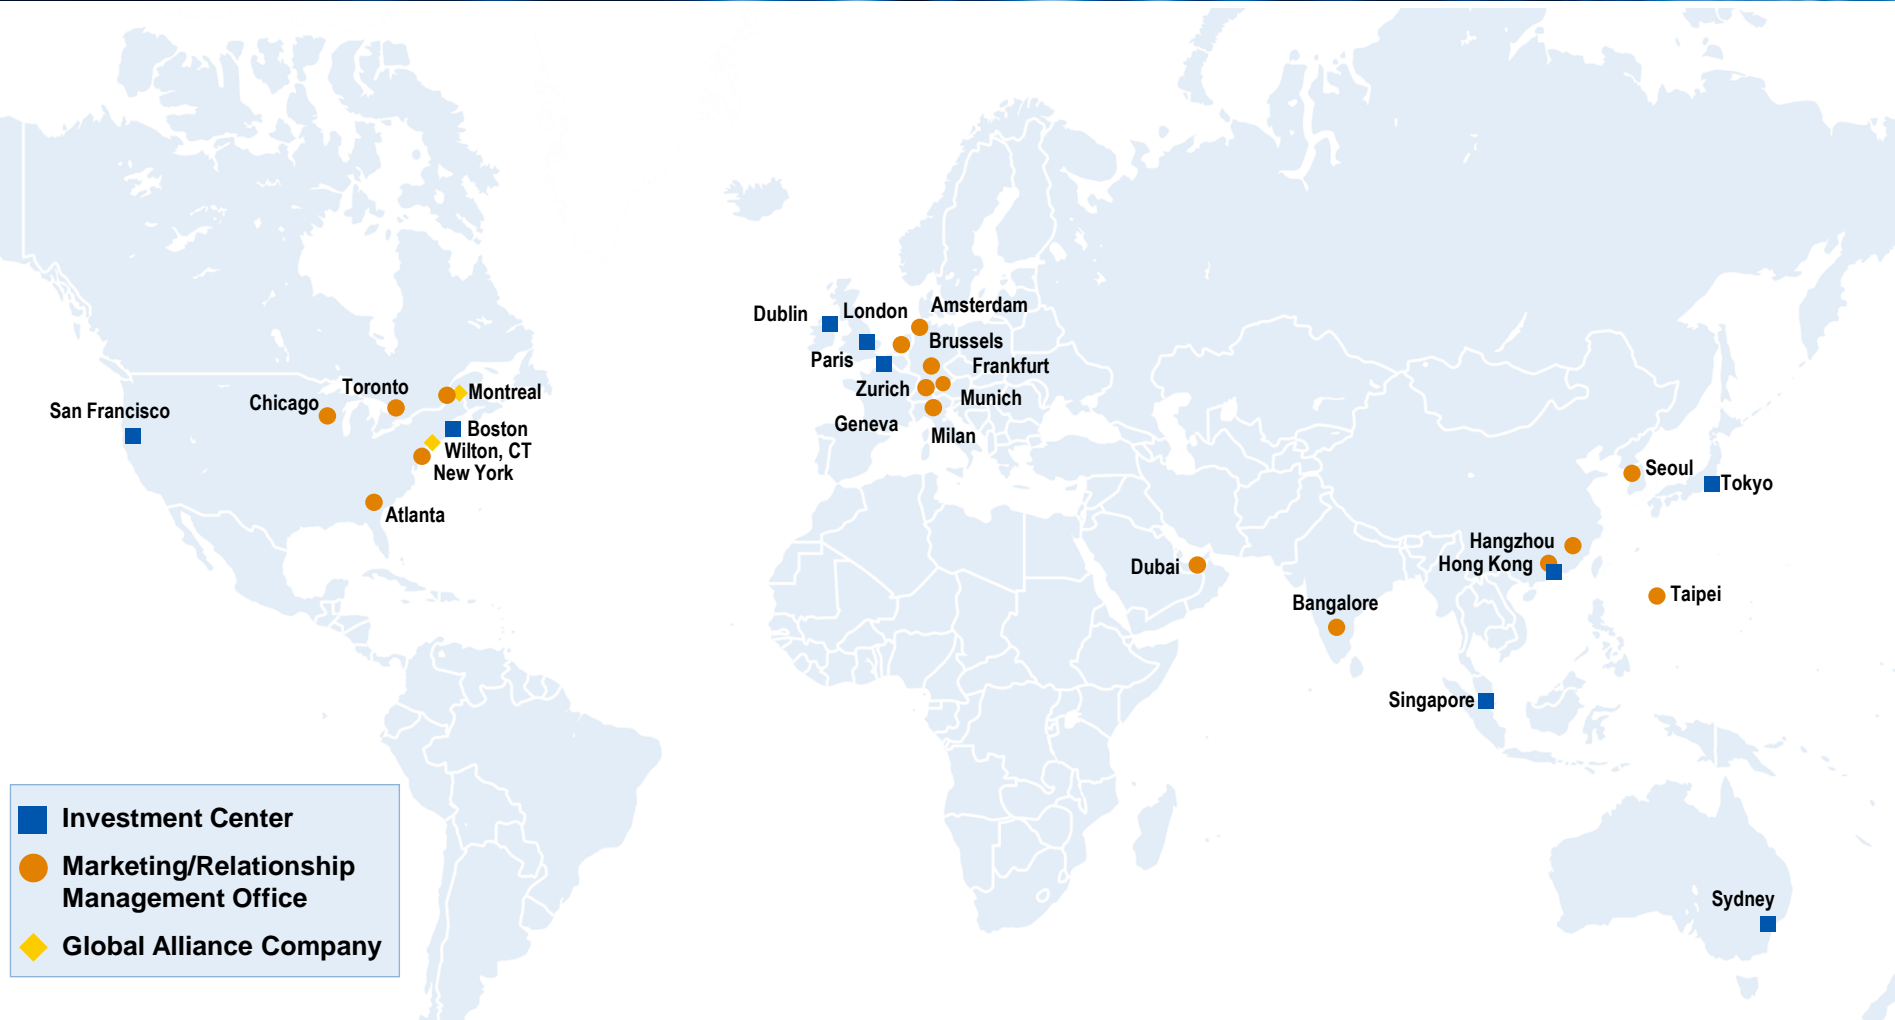 Dublin
London
Amsterdam
Brussels
Paris
Frankfurt
Zurich
Munich
Geneva
Milan
San Francisco
Chicago
Toronto
Montreal
Boston
Wilton, CT
New York
Atlanta
Seoul
Tokyo
Hangzhou
Hong Kong
Dubai
Taipei
Bangalore
Singapore
Sydney
Investment Center
Marketing/Relationship
Management Office
Global Alliance Company